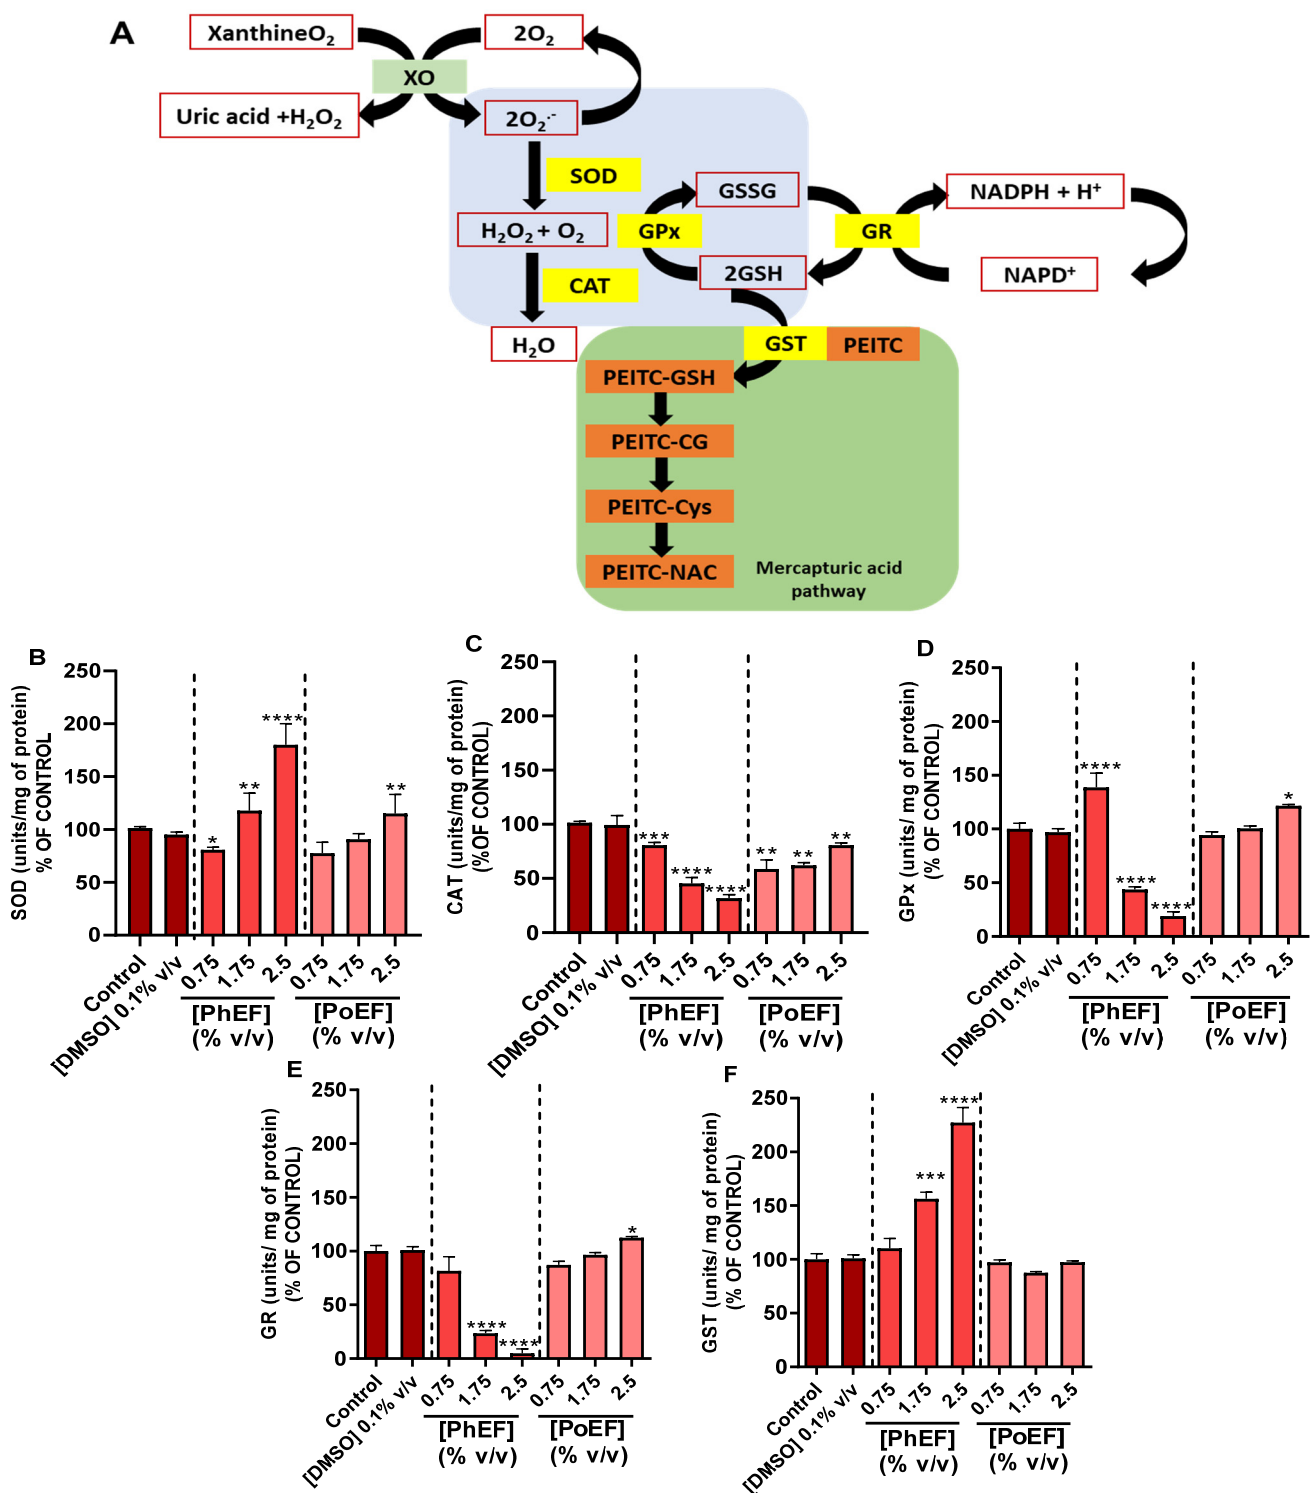 A
XanthineO₂
2O₂
XO
Uric acid +H₂O₂
2O₂·⁻
SOD
GSSG
NADPH + H⁺
H₂O₂ + O₂
GPx
GR
CAT
2GSH
NAPD⁺
H₂O
GST
PEITC
PEITC-GSH
PEITC-CG
PEITC-Cys
PEITC-NAC
Mercapturic acid
pathway
B
SOD (units/mg of protein)
% OF CONTROL
250
200
150
100
50
0
*
**
****
**
Control
[DMSO] 0.1% v/v
0.75
1.75
2.5
0.75
1.75
2.5
[PhEF]
(% v/v)
[PoEF]
(% v/v)
C
CAT (units/mg of protein)
(%OF CONTROL)
250
200
150
100
50
0
***
****
****
**
**
**
Control
[DMSO] 0.1% v/v
0.75
1.75
2.5
0.75
1.75
2.5
[PhEF]
(% v/v)
[PoEF]
(% v/v)
D
GPx (units/ mg of protein)
(% OF CONTROL)
250
200
150
100
50
0
****
****
****
*
Control
[DMSO] 0.1% v/v
0.75
1.75
2.5
0.75
1.75
2.5
[PhEF]
(% v/v)
[PoEF]
(% v/v)
E
GR (units/ mg of protein)
(% OF CONTROL)
250
200
150
100
50
0
****
****
*
Control
[DMSO] 0.1% v/v
0.75
1.75
2.5
0.75
1.75
2.5
[PhEF]
(% v/v)
[PoEF]
(% v/v)
F
GST (units/ mg of protein)
(% OF CONTROL)
250
200
150
100
50
0
***
****
Control
[DMSO] 0.1% v/v
0.75
1.75
2.5
0.75
1.75
2.5
[PhEF]
(% v/v)
[PoEF]
(% v/v)